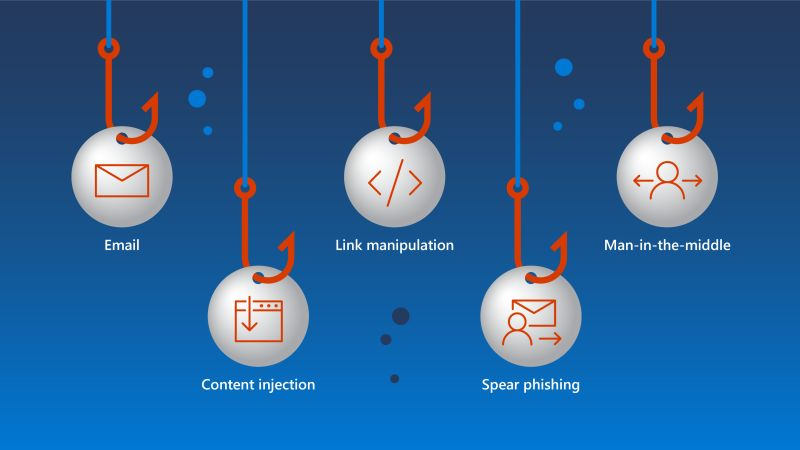 Email
Link manipulation
Man-in-the-middle
Content injection
Spear phishing